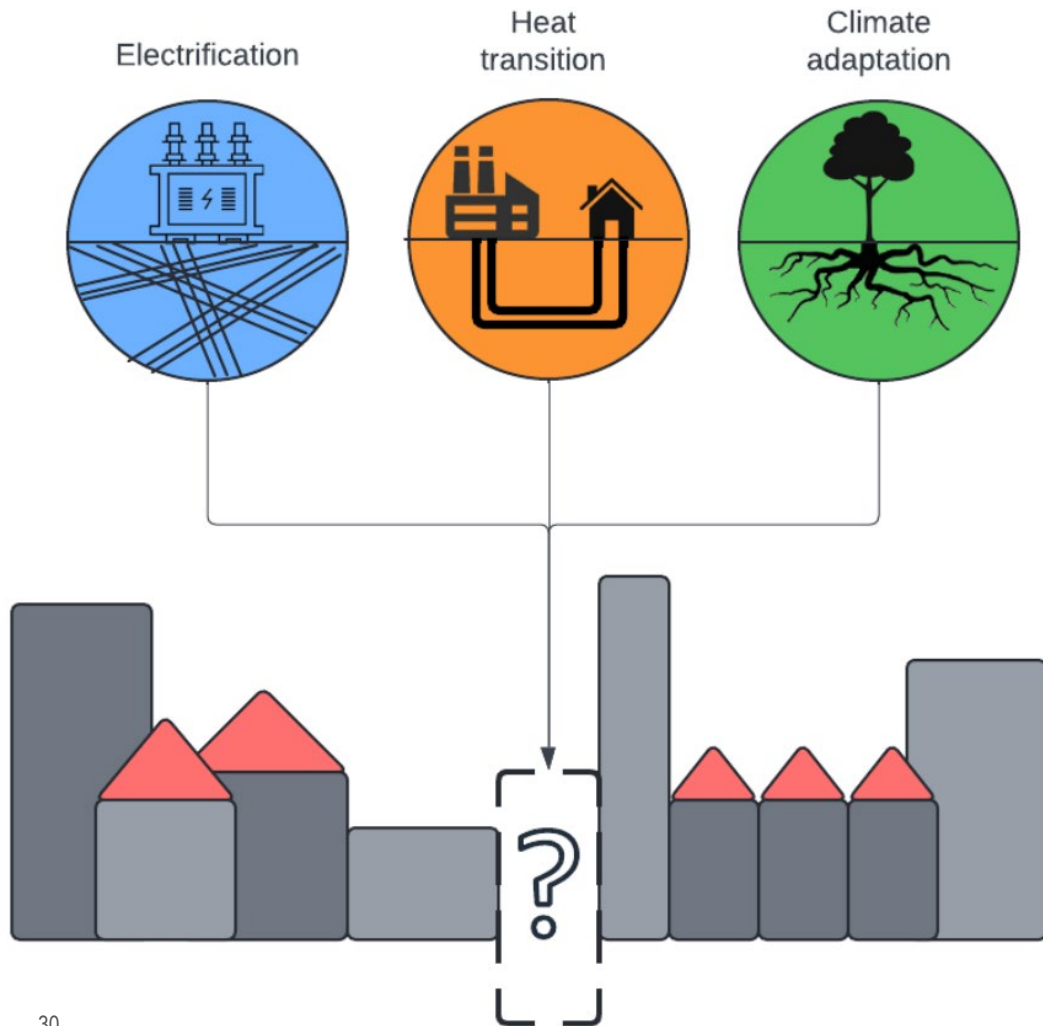 Electrification
Heat
transition
Climate
adaptation
?
30